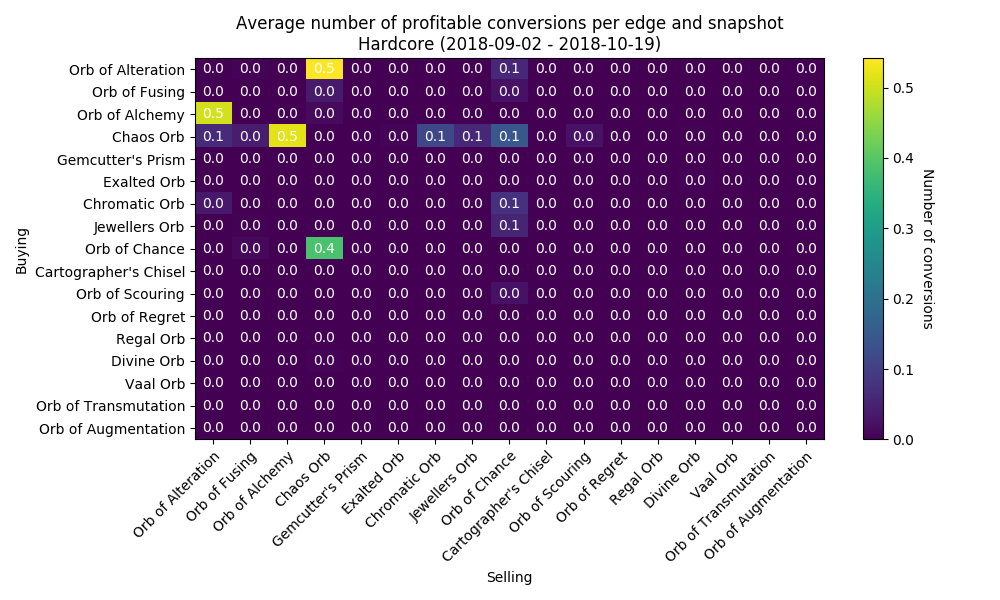 Average number of profitable conversions per edge and snapshot
Hardcore (2018-09-02 - 2018-10-19)
Buying
Orb of Alteration 0.0 0.0 0.0 0.5 0.0 0.0 0.0 0.0 0.1 0.0 0.0 0.0 0.0 0.0 0.0 0.0 0.0
Orb of Fusing 0.0 0.0 0.0 0.0 0.0 0.0 0.0 0.0 0.0 0.0 0.0 0.0 0.0 0.0 0.0 0.0 0.0
Orb of Alchemy 0.5 0.0 0.0 0.0 0.0 0.0 0.0 0.0 0.0 0.0 0.0 0.0 0.0 0.0 0.0 0.0 0.0
Chaos Orb 0.1 0.0 0.5 0.0 0.0 0.0 0.1 0.1 0.1 0.0 0.0 0.0 0.0 0.0 0.0 0.0 0.0
Gemcutter's Prism 0.0 0.0 0.0 0.0 0.0 0.0 0.0 0.0 0.0 0.0 0.0 0.0 0.0 0.0 0.0 0.0 0.0
Exalted Orb 0.0 0.0 0.0 0.0 0.0 0.0 0.0 0.0 0.0 0.0 0.0 0.0 0.0 0.0 0.0 0.0 0.0
Chromatic Orb 0.0 0.0 0.0 0.0 0.0 0.0 0.0 0.0 0.1 0.0 0.0 0.0 0.0 0.0 0.0 0.0 0.0
Jewellers Orb 0.0 0.0 0.0 0.0 0.0 0.0 0.0 0.0 0.1 0.0 0.0 0.0 0.0 0.0 0.0 0.0 0.0
Orb of Chance 0.0 0.0 0.0 0.4 0.0 0.0 0.0 0.0 0.0 0.0 0.0 0.0 0.0 0.0 0.0 0.0 0.0
Cartographer's Chisel 0.0 0.0 0.0 0.0 0.0 0.0 0.0 0.0 0.0 0.0 0.0 0.0 0.0 0.0 0.0 0.0 0.0
Orb of Scouring 0.0 0.0 0.0 0.0 0.0 0.0 0.0 0.0 0.0 0.0 0.0 0.0 0.0 0.0 0.0 0.0 0.0
Orb of Regret 0.0 0.0 0.0 0.0 0.0 0.0 0.0 0.0 0.0 0.0 0.0 0.0 0.0 0.0 0.0 0.0 0.0
Regal Orb 0.0 0.0 0.0 0.0 0.0 0.0 0.0 0.0 0.0 0.0 0.0 0.0 0.0 0.0 0.0 0.0 0.0
Divine Orb 0.0 0.0 0.0 0.0 0.0 0.0 0.0 0.0 0.0 0.0 0.0 0.0 0.0 0.0 0.0 0.0 0.0
Vaal Orb 0.0 0.0 0.0 0.0 0.0 0.0 0.0 0.0 0.0 0.0 0.0 0.0 0.0 0.0 0.0 0.0 0.0
Orb of Transmutation 0.0 0.0 0.0 0.0 0.0 0.0 0.0 0.0 0.0 0.0 0.0 0.0 0.0 0.0 0.0 0.0 0.0
Orb of Augmentation 0.0 0.0 0.0 0.0 0.0 0.0 0.0 0.0 0.0 0.0 0.0 0.0 0.0 0.0 0.0 0.0 0.0
Orb of Alteration
Orb of Fusing
Orb of Alchemy
Chaos Orb
Gemcutter's Prism
Exalted Orb
Chromatic Orb
Jewellers Orb
Orb of Chance
Cartographer's Chisel
Orb of Scouring
Orb of Regret
Regal Orb
Divine Orb
Vaal Orb
Orb of Transmutation
Orb of Augmentation
Selling
0.5
0.4
0.3
0.2
0.1
0.0
Number of conversions